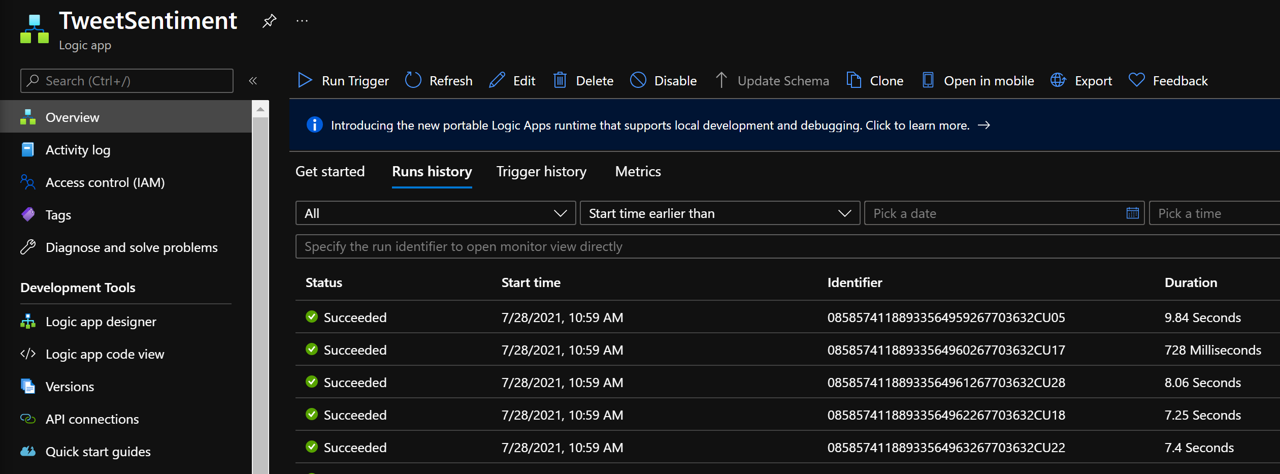 TweetSentiment
...
Logic app
Search (Ctrl+/)
«
Run Trigger Refresh Edit Delete Disable Update Schema Clone Open in mobile Export Feedback
Overview
Activity log
Access control (IAM)
Tags
Diagnose and solve problems
Development Tools
Logic app designer
Logic app code view
Versions
API connections
Quick start guides
Introducing the new portable Logic Apps runtime that supports local development and debugging. Click to learn more. →
Get started Runs history Trigger history Metrics
All Start time earlier than Pick a date Pick a time
Specify the run identifier to open monitor view directly
Status Start time Identifier Duration
Succeeded 7/28/2021, 10:59 AM 08585741188933564959267703632CU05 9.84 Seconds
Succeeded 7/28/2021, 10:59 AM 08585741188933564960267703632CU17 728 Milliseconds
Succeeded 7/28/2021, 10:59 AM 08585741188933564961267703632CU28 8.06 Seconds
Succeeded 7/28/2021, 10:59 AM 08585741188933564962267703632CU18 7.25 Seconds
Succeeded 7/28/2021, 10:59 AM 08585741188933564963267703632CU22 7.4 Seconds